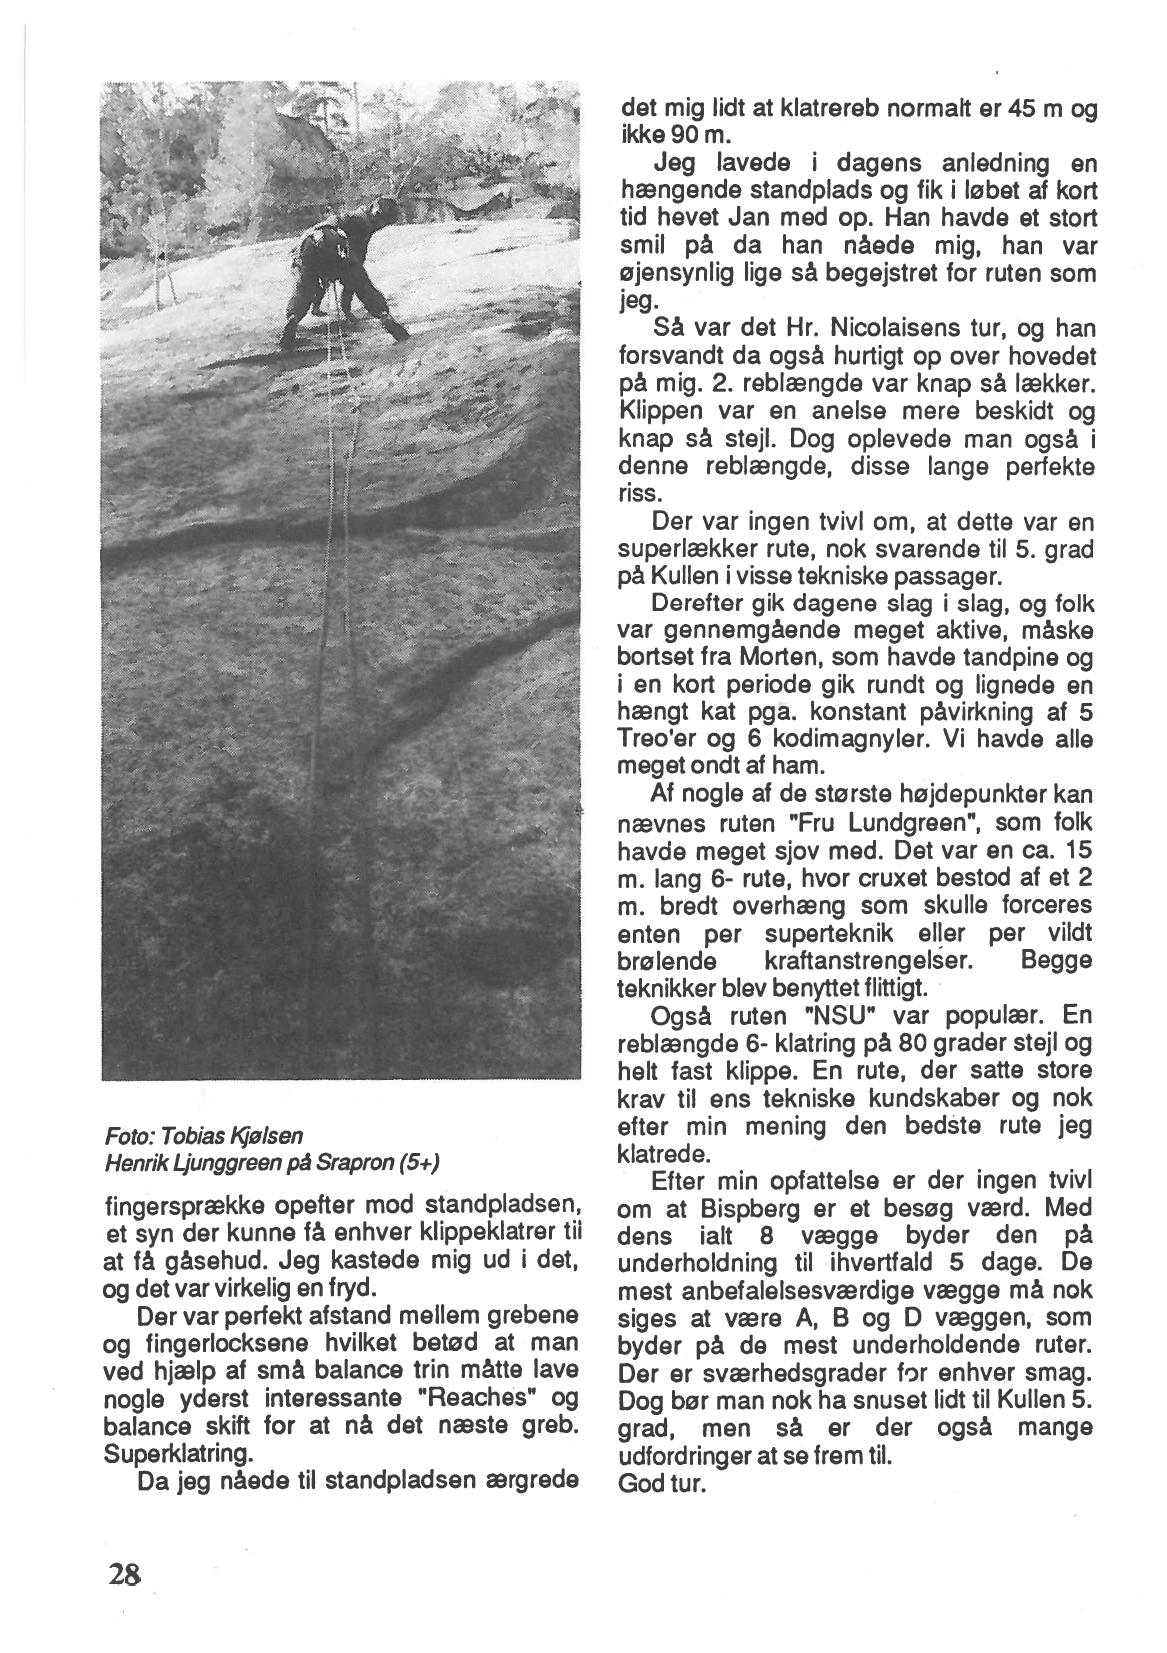 Foto: Tobias Kjølsen
Henrik Ljunggreen på Srapron (5+)
fingersprække opefter mod standpladsen,
et syn der kunne få enhver klippeklatrer til
at få gåsehud. Jeg kastede mig ud i det,
og det var virkelig en fryd.
Der var perfekt afstand mellem grebene
og fingerlocksene hvilket betød at man
ved hjælp af små balance trin måtte lave
nogle yderst interessante "Reaches" og
balance skift for at nå det næste greb.
Superklatring.
Da jeg nåede til standpladsen ærgrede
det mig lidt at klatrereb normalt er 45 m og
ikke 90 m.
Jeg lavede i dagens anledning en
hængende standplads og fik i løbet af kort
tid hevet Jan med op. Han havde et stort
smil på da han nåede mig, han var
øjensynlig lige så begejstret for ruten som
jeg.
Så var det Hr. Nicolaisens tur, og han
forsvandt da også hurtigt op over hovedet
på mig. 2. reblængde var knap så lækker.
Klippen var en anelse mere beskidt og
knap så stejl. Dog oplevede man også i
denne reblængde, disse lange perfekte
riss.
Der var ingen tvivl om, at dette var en
superlækker rute, nok svarende til 5. grad
på Kullen i visse tekniske passager.
Derefter gik dagene slag i slag, og folk
var gennemgående meget aktive, måske
bortset fra Morten, som havde tandpine og
i en kort periode gik rundt og lignede en
hængt kat pga. konstant påvirkning af 5
Treo'er og 6 kodimagnyler. Vi havde alle
meget ondt af ham.
Af nogle af de største højdepunkter kan
nævnes ruten "Fru Lundgreen", som folk
havde meget sjov med. Det var en ca. 15
m. lang 6- rute, hvor cruxet bestod af et 2
m. bredt overhæng som skulle forceres
enten per superteknik eller per vildt
brølende kraftanstrengelser. Begge
teknikker blev benyttet flittigt.
Også ruten "NSU" var populær. En
reblængde 6- klatring på 80 grader stejl og
helt fast klippe. En rute, der satte store
krav til ens tekniske kundskaber og nok
efter min mening den bedste rute jeg
klatrede.
Efter min opfattelse er der ingen tvivl
om at Bispberg er et besøg værd. Med
dens ialt 8 vægge byder den på
underholdning til ihvertfald 5 dage. De
mest anbefalelsesværdige vægge må nok
siges at være A, B og D væggen, som
byder på de mest underholdende ruter.
Der er sværhedsgrader for enhver smag.
Dog bør man nok ha snuset lidt til Kullen 5.
grad, men så er der også mange
udfordringer at se frem til.
God tur.
28